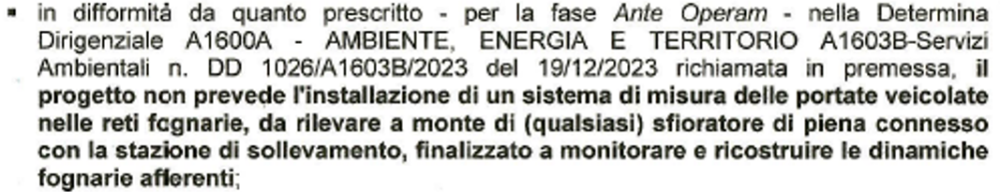 ▪ in difformità da quanto prescritto - per la fase Ante Operam - nella Determina
Dirigenziale A1600A - AMBIENTE, ENERGIA E TERRITORIO A1603B-Servizi
Ambientali n. DD 1026/A1603B/2023 del 19/12/2023 richiamata in premessa, il
progetto non prevede l'installazione di un sistema di misura delle portate veicolate
nelle reti fognarie, da rilevare a monte di (qualsiasi) sfioratore di piena connesso
con la stazione di sollevamento, finalizzato a monitorare e ricostruire le dinamiche
fognarie afferenti;